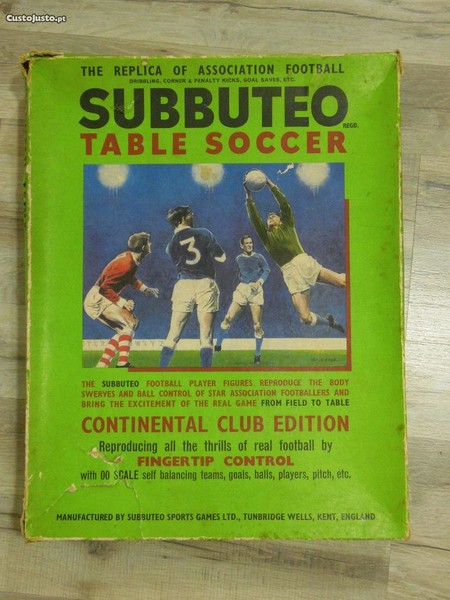 CustoJusto.pt
THE REPLICA OF ASSOCIATION FOOTBALL
DRIBBLING, CORNER & PENALTY KICKS, GOAL SAVES, ETC.
SUBBUTEO
REGD.
TABLE SOCCER
3
THE SUBBUTEO FOOTBALL PLAYER FIGURES REPRODUCE THE BODY
SWERVES AND BALL CONTROL OF STAR ASSOCIATION FOOTBALLERS AND
BRING THE EXCITEMENT OF THE REAL GAME FROM FIELD TO TABLE
CONTINENTAL CLUB EDITION
Reproducing all the thrills of real football by
FINGERTIP CONTROL
with 00 SCALE self balancing teams, goals, balls, players, pitch, etc.
MANUFACTURED BY SUBBUTEO SPORTS GAMES LTD., TUNBRIDGE WELLS, KENT, ENGLAND